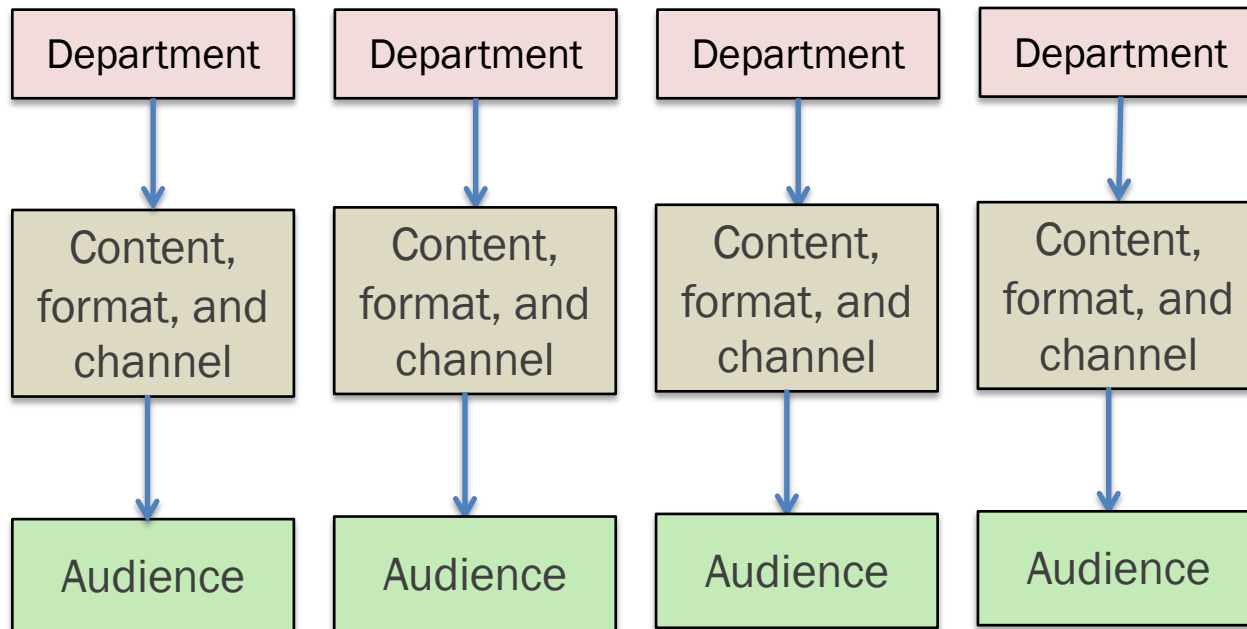 Department
Department
Department
Department
Content,
format, and
channel
Content,
format, and
channel
Content,
format, and
channel
Content,
format, and
channel
Audience
Audience
Audience
Audience